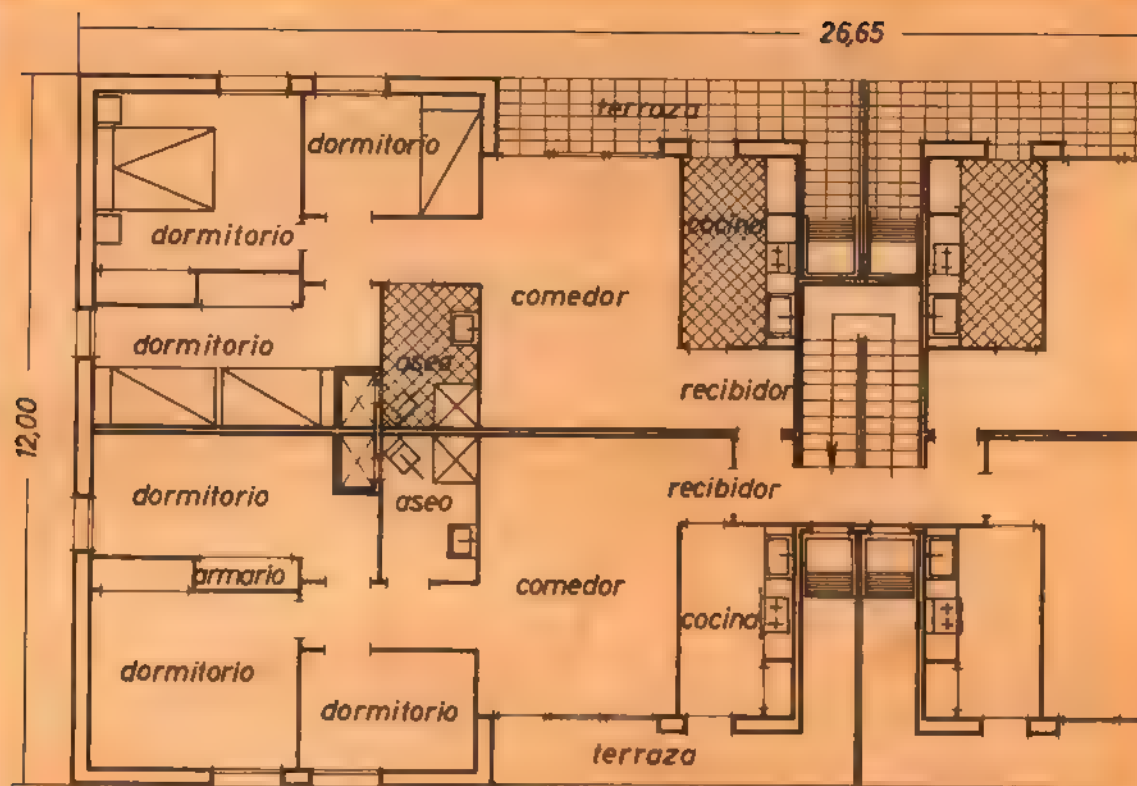 26,65
terraza
dormitorio
cocina
dormitorio
comedor
dormitorio
aseo
recibidor
12,00
dormitorio
aseo
recibidor
armario
comedor
cocina
dormitorio
dormitorio
terraza